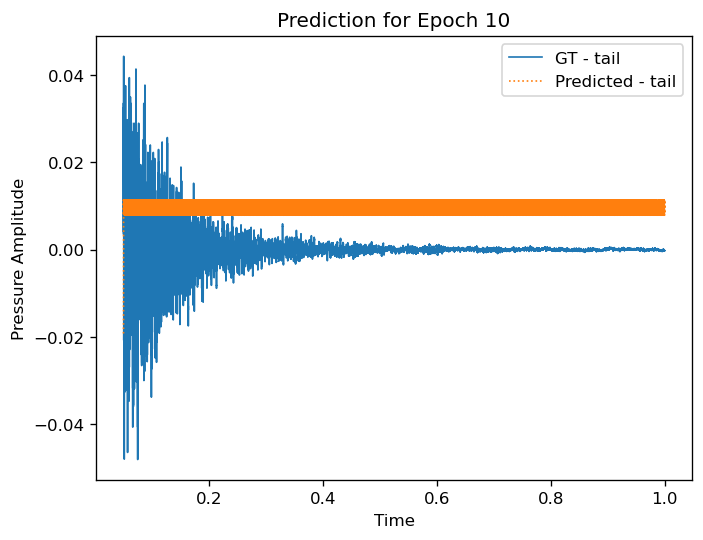 Prediction for Epoch 10
GT - tail
Predicted - tail
Pressure Amplitude
0.04
0.02
0.00
−0.02
−0.04
0.2
0.4
0.6
0.8
1.0
Time